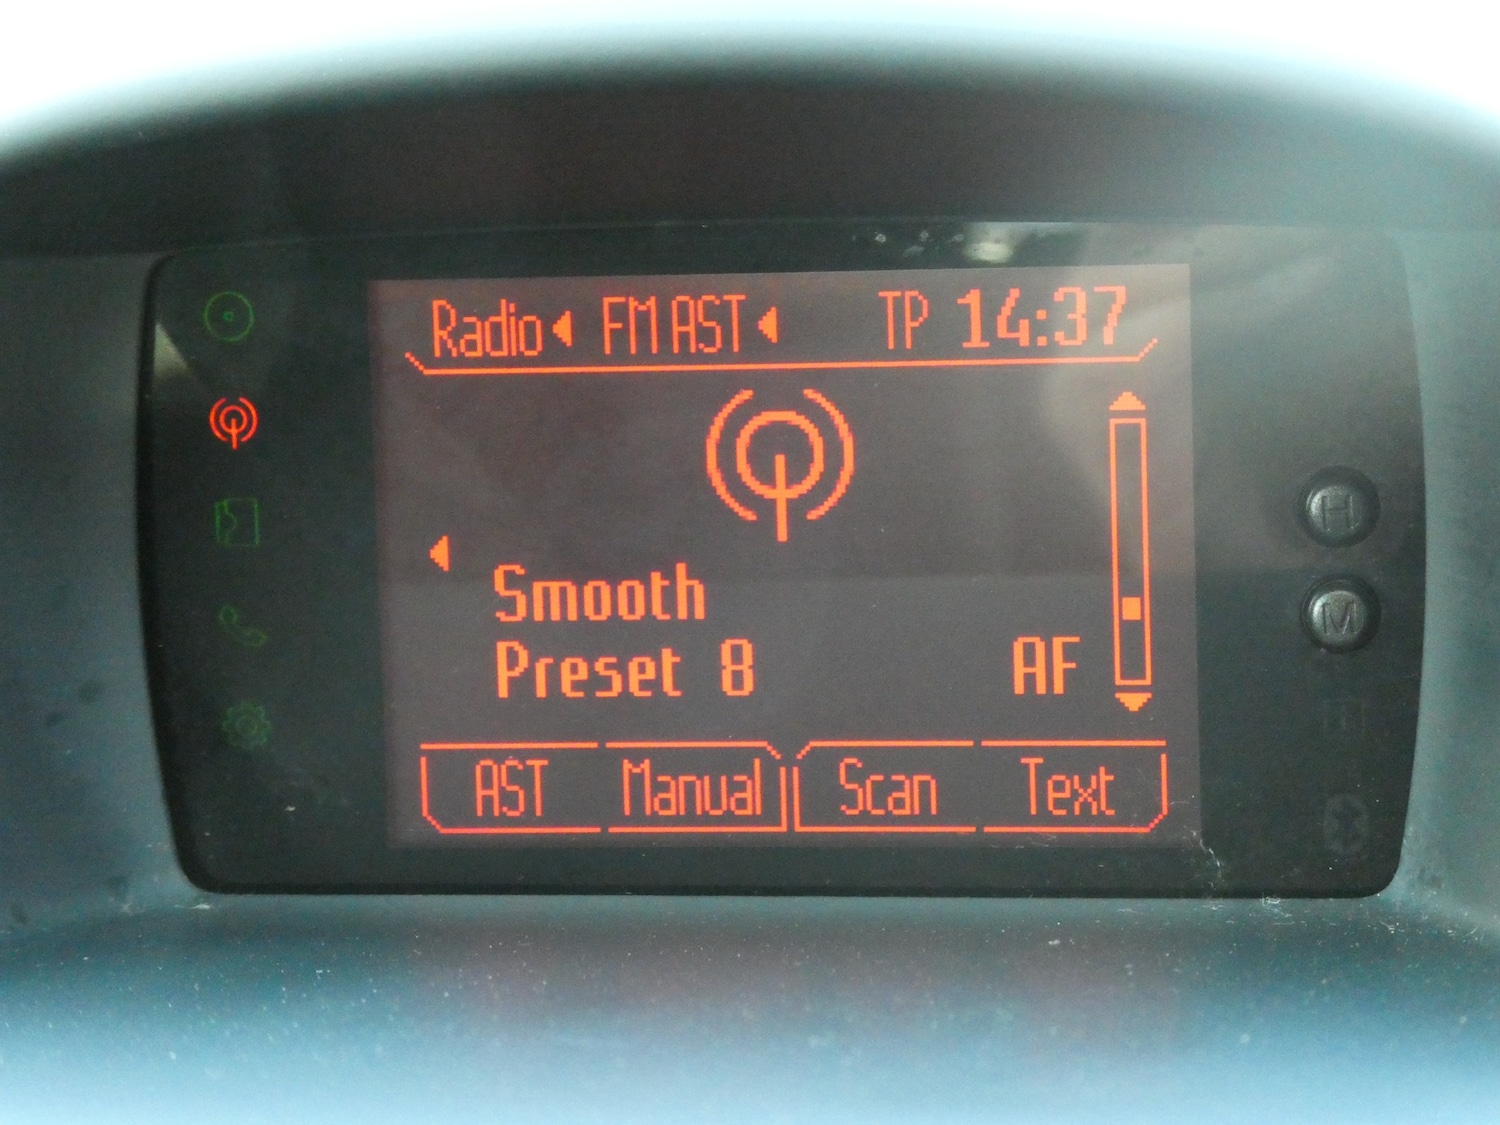 Radio FM AST TP 14:37
Smooth
Preset 8 AF
AST Manual Scan Text
H
M